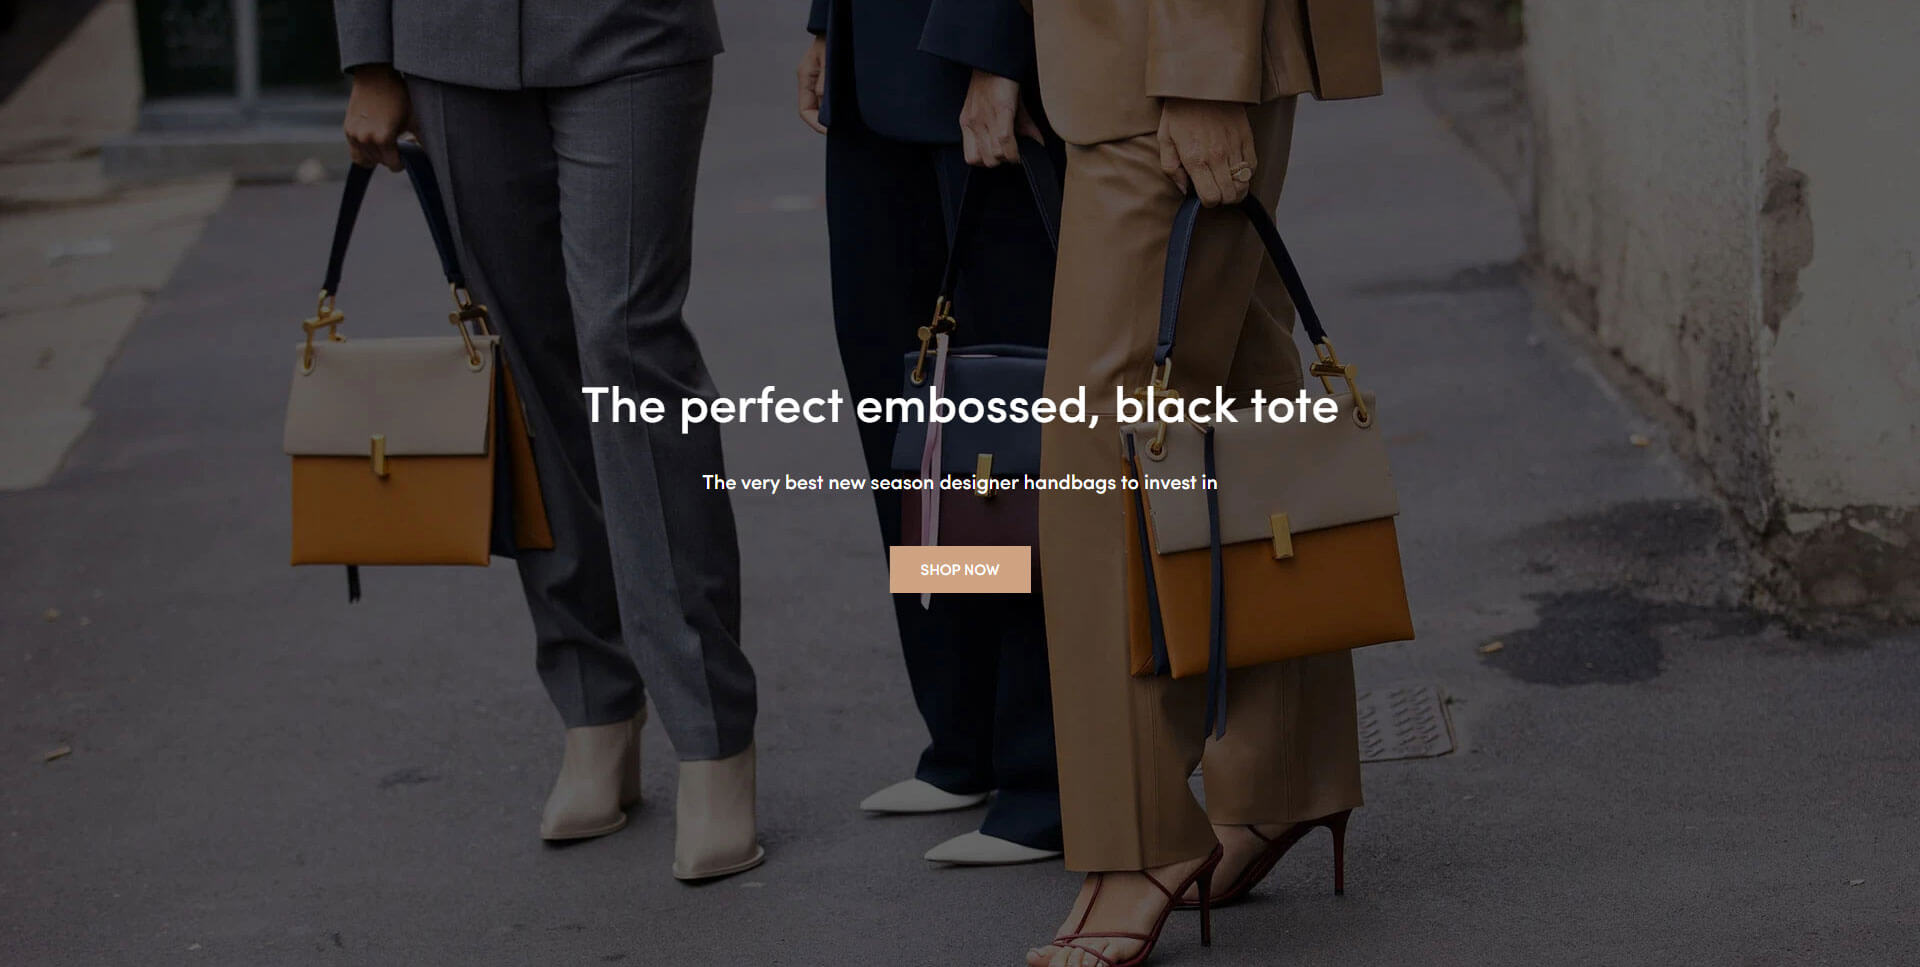 The perfect embossed, black tote
The very best new season designer handbags to invest in
SHOP NOW